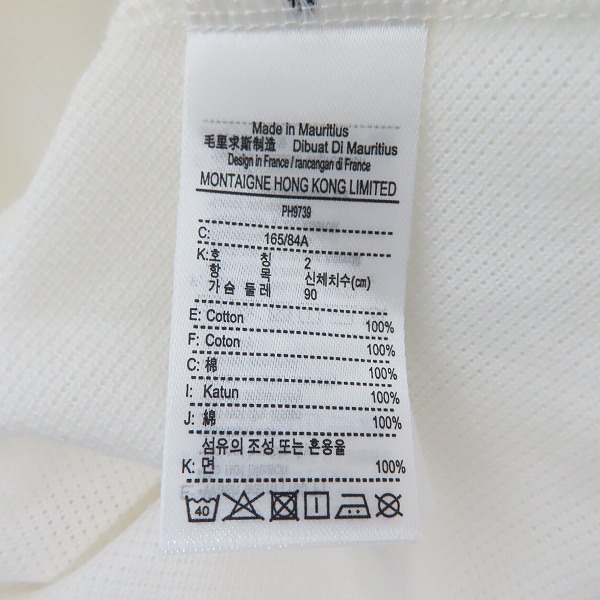 Made in Mauritius
毛里求斯制造 Dibuat Di Mauritius
Design in France / rancangan di France
MONTAIGNE HONG KONG LIMITED
PH9739
C: 165/84A
K: 호 칭 2
항 목 신체치수(cm)
가슴 둘레 90
E: Cotton 100%
F: Coton 100%
C: 棉 100%
I: Katun 100%
J: 綿 100%
섬유의 조성 또는 혼용율
K: 면 100%
40